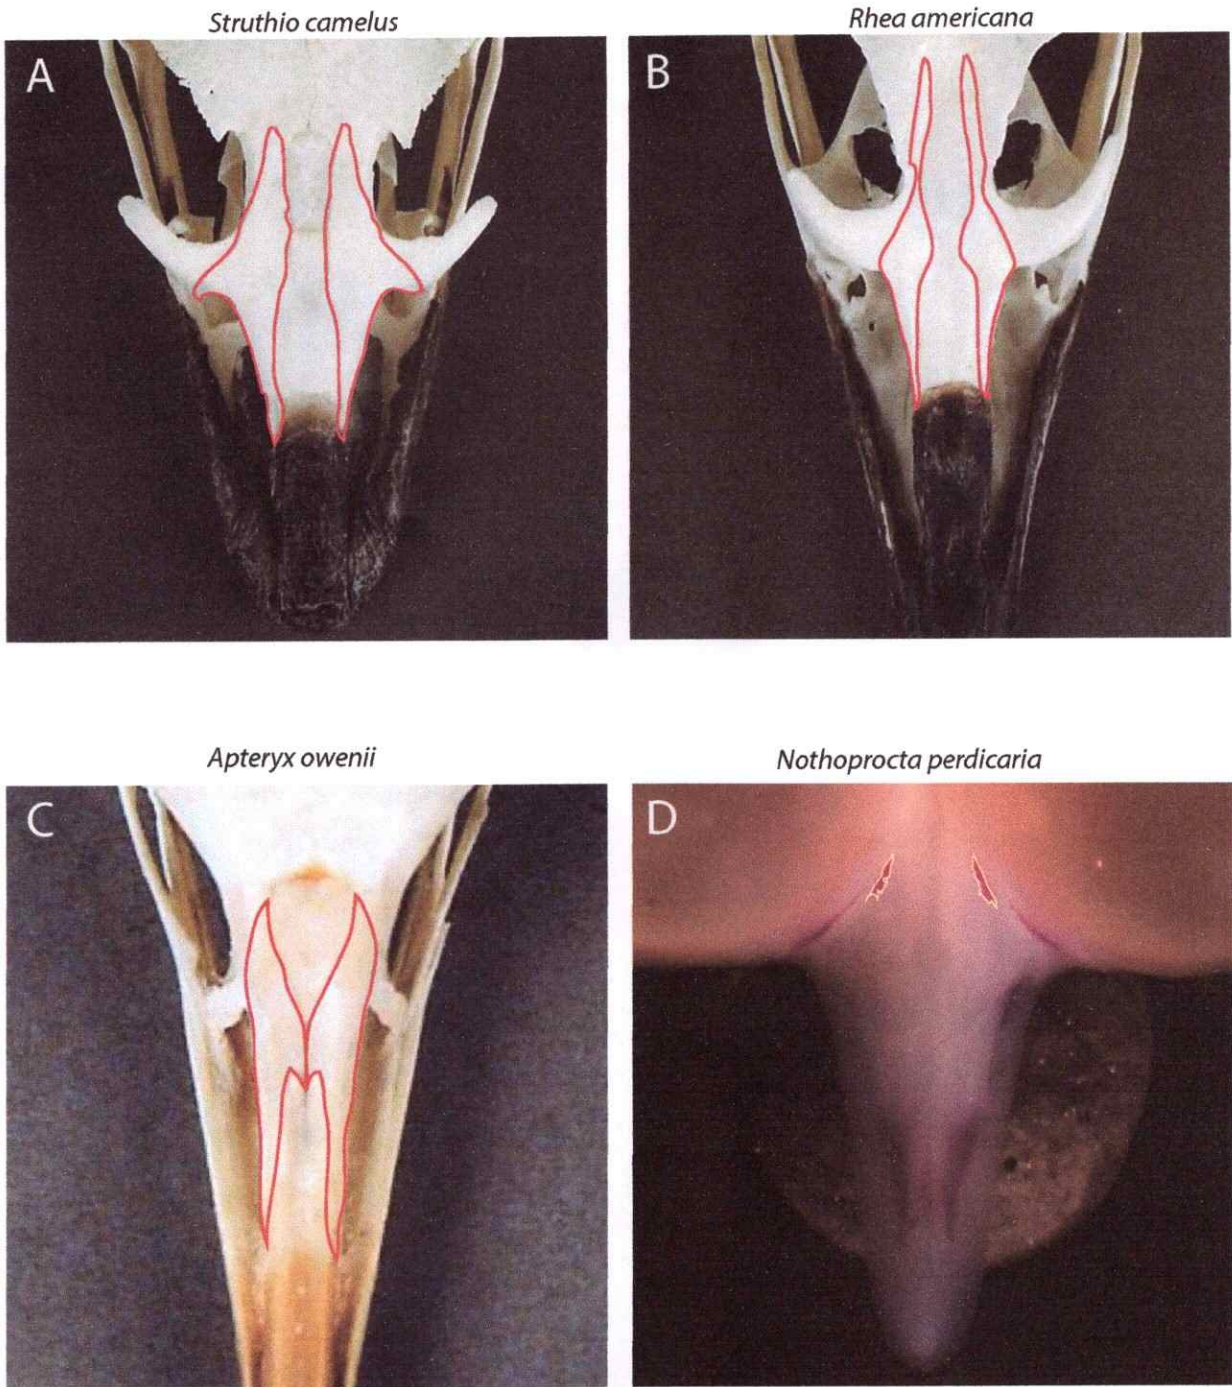 Struthio camelus
Rhea americana
A
B
Apteryx owenii
Nothoprocta perdicaria
C
D